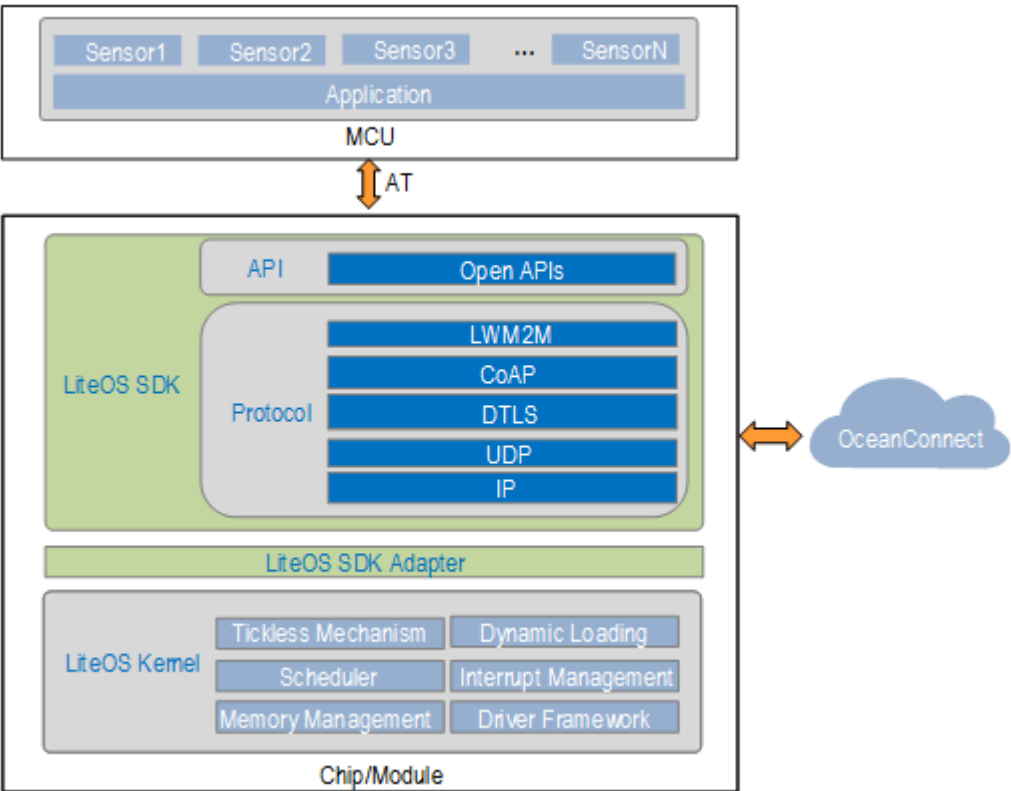 Sensor1 Sensor2 Sensor3 ... SensorN
Application
MCU
AT
API Open APIs
LWM2M
CoAP
LiteOS SDK
Protocol DTLS
UDP
IP
OceanConnect
LiteOS SDK Adapter
Tickless Mechanism Dynamic Loading
LiteOS Kernel Scheduler Interrupt Management
Memory Management Driver Framework
Chip/Module